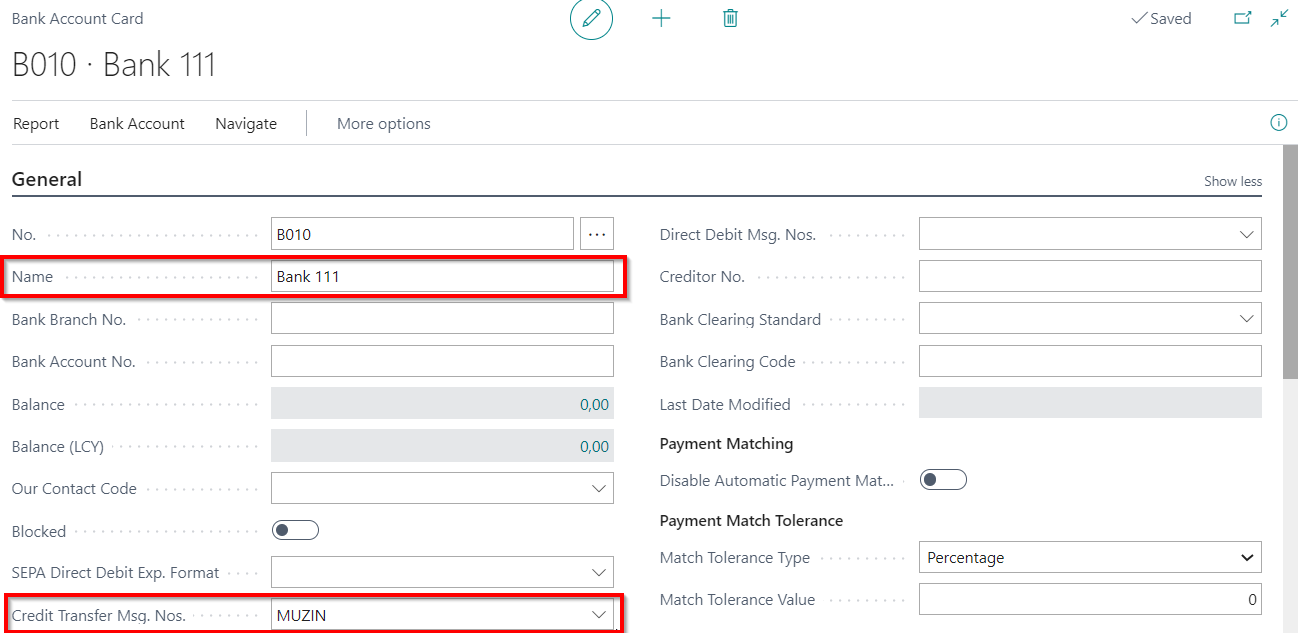 Bank Account Card
Saved
B010 · Bank 111
Report Bank Account Navigate More options
General
Show less
No. B010 ...
Name Bank 111
Bank Branch No.
Bank Account No.
Balance 0,00
Balance (LCY) 0,00
Our Contact Code
Blocked
SEPA Direct Debit Exp. Format
Credit Transfer Msg. Nos. MUZIN
Direct Debit Msg. Nos.
Creditor No.
Bank Clearing Standard
Bank Clearing Code
Last Date Modified
Payment Matching
Disable Automatic Payment Mat...
Payment Match Tolerance
Match Tolerance Type Percentage
Match Tolerance Value 0